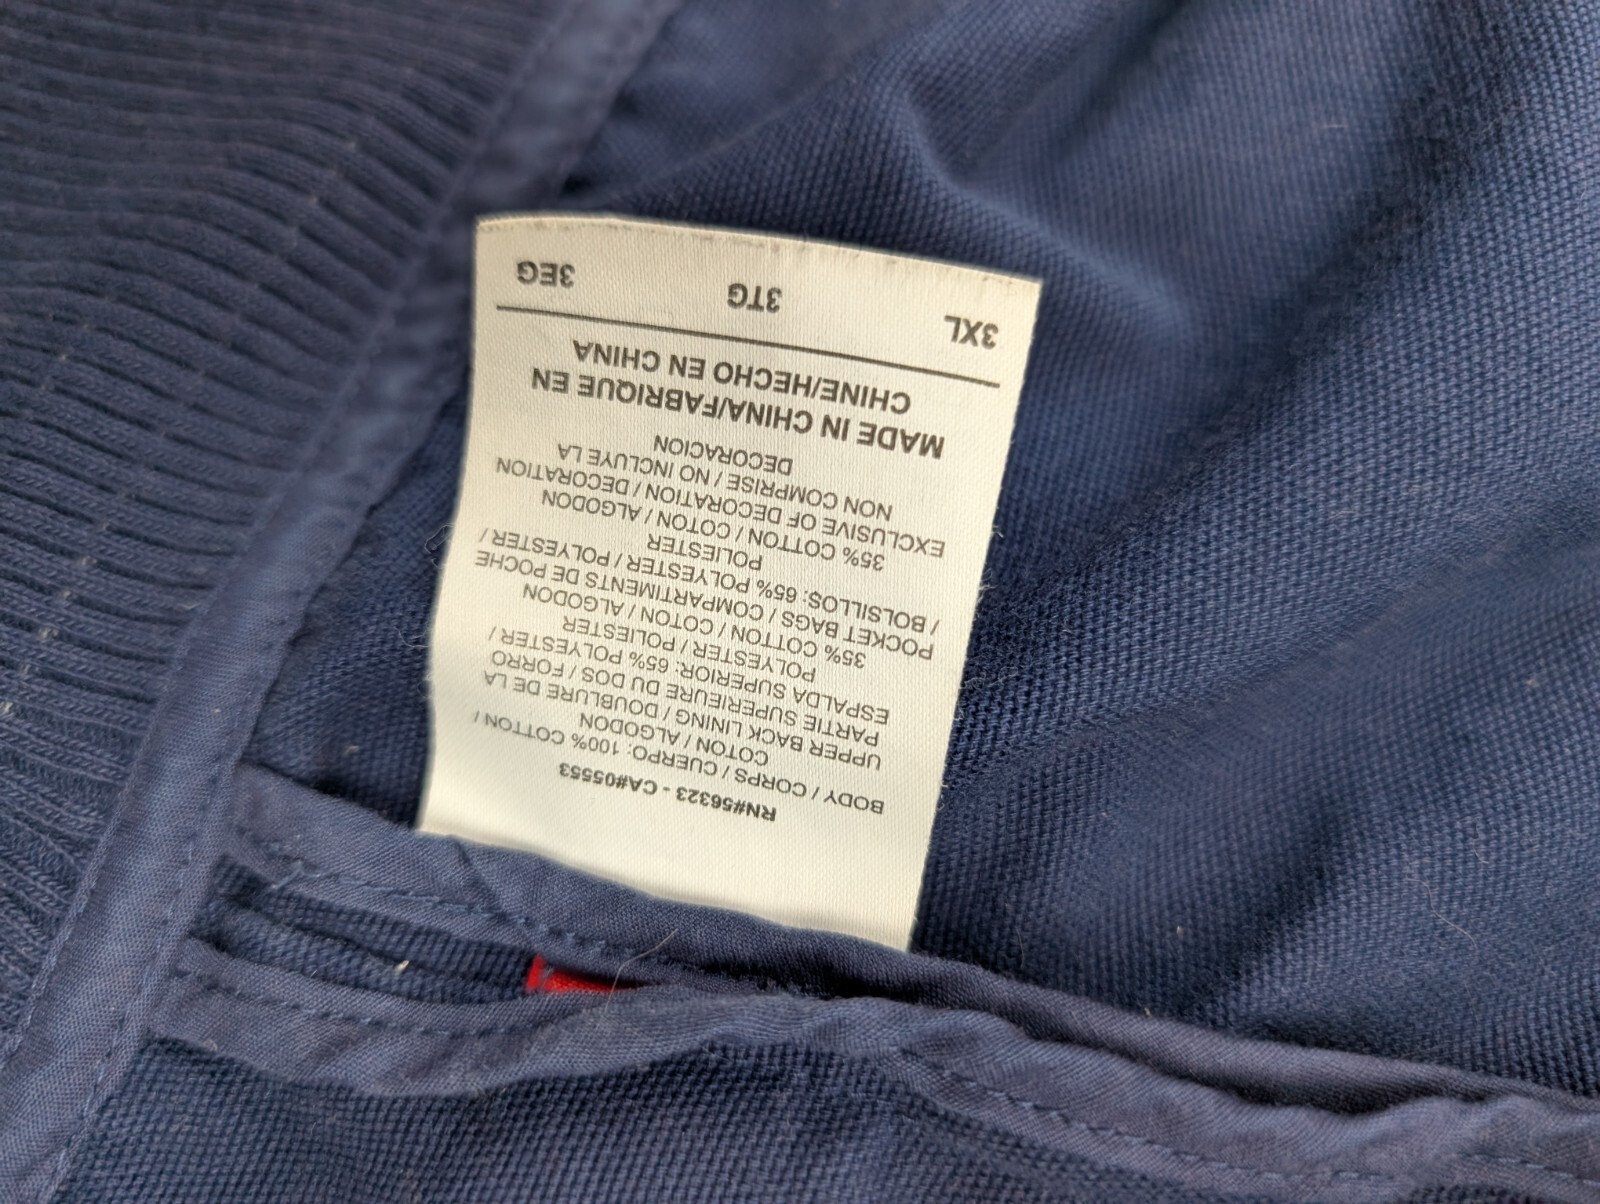 RN#56323 - CA#05553
BODY / CORPS / CUERPO: 100% COTTON /
COTON / ALGODON
UPPER BACK LINING / DOUBLURE DE LA
PARTIE SUPERIEURE DU DOS / FORRO
ESPALDA SUPERIOR: 65% POLYESTER /
POLYESTER / POLIESTER
35% COTTON / COTON / ALGODON
POCKET BAGS / COMPARTIMENTS DE POCHE
/ BOLSILLOS: 65% POLYESTER / POLYESTER /
POLIESTER
35% COTTON / COTON / ALGODON
EXCLUSIVE OF DECORATION / DECORATION
NON COMPRISE / NO INCLUYE LA
DECORACION
MADE IN CHINA/FABRIQUE EN
CHINE/HECHO EN CHINA
3XL 3TG 3EG